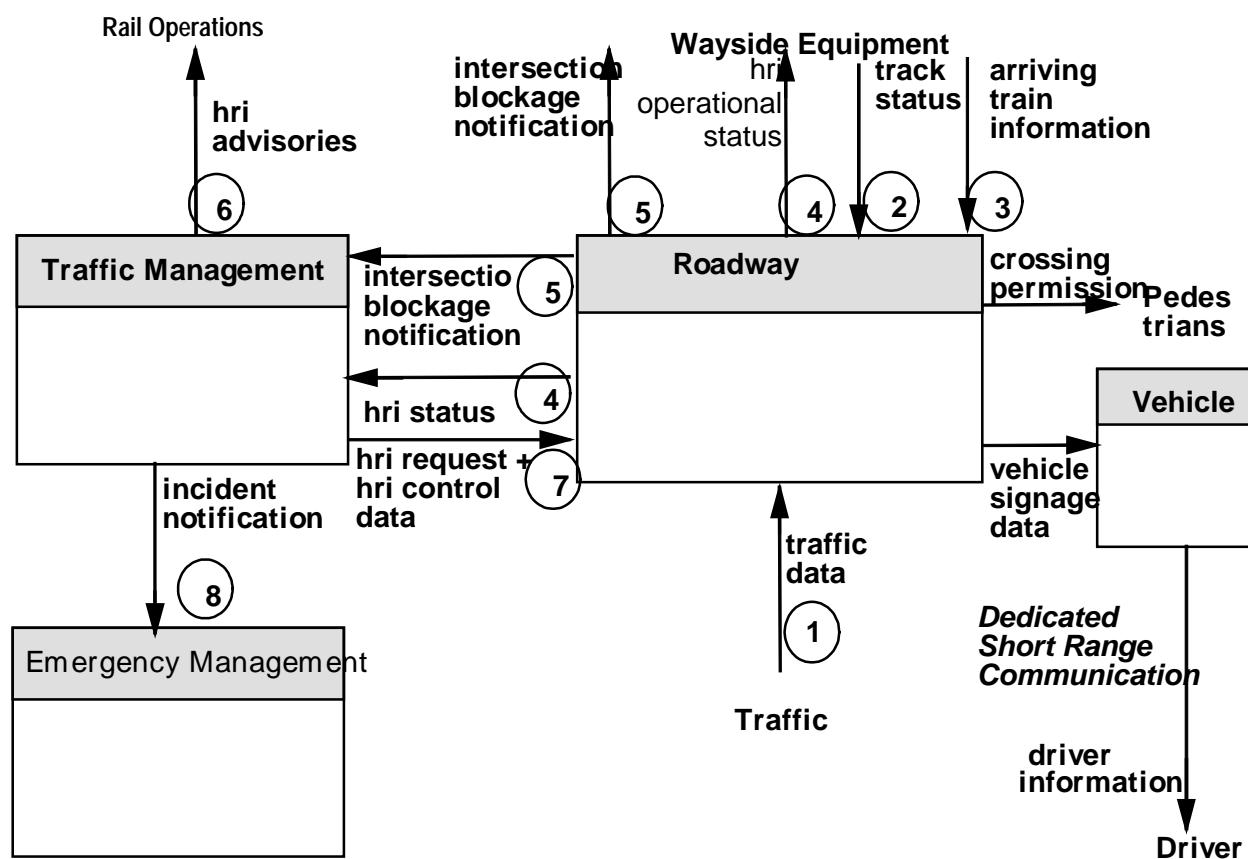 Rail Operations
hri
advisories
intersection
blockage
notification
Wayside Equipment
hri
operational
status
track
status
arriving
train
information
6
5
4
2
3
Traffic Management
intersectio
blockage
notification
5
Roadway
crossing
permission
Pedes
trians
4
hri status
hri request +
hri control
data
7
Vehicle
vehicle
signage
data
incident
notification
8
traffic
data
1
Traffic
Emergency Management
Dedicated
Short Range
Communication
driver
information
Driver